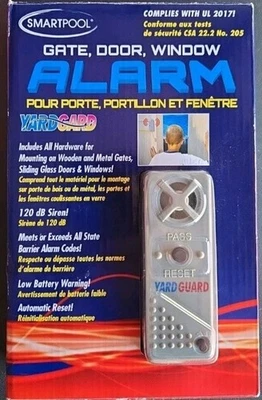 SMARTPOOL
COMPLIES WITH UL 2017!
Conforme aux tests
de sécurité CSA 22.2 No. 205
GATE, DOOR, WINDOW
ALARM
POUR PORTE, PORTILLON ET FENÊTRE
YARDGARD
Includes All Hardware for
Mounting on Wooden and Metal Gates,
Sliding Glass Doors & Windows!
Comprend tout le matériel pour le montage
sur porte de bois ou de métal, les portes et
les fenêtres coulissantes en verre
120 dB Siren!
Sirène de 120 dB
Meets or Exceeds All State
Barrier Alarm Codes!
Respecte ou dépasse toutes les normes
d'alarme de barrière
Low Battery Warning!
Avertissement de batterie faible
Automatic Reset!
Réinitialisation automatique
PASS
RESET
YARDGUARD